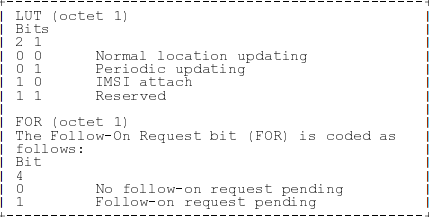 LUT (octet 1)
Bits
2 1
0 0 Normal location updating
0 1 Periodic updating
1 0 IMSI attach
1 1 Reserved
FOR (octet 1)
The Follow-On Request bit (FOR) is coded as
follows:
Bit
4
0 No follow-on request pending
1 Follow-on request pending